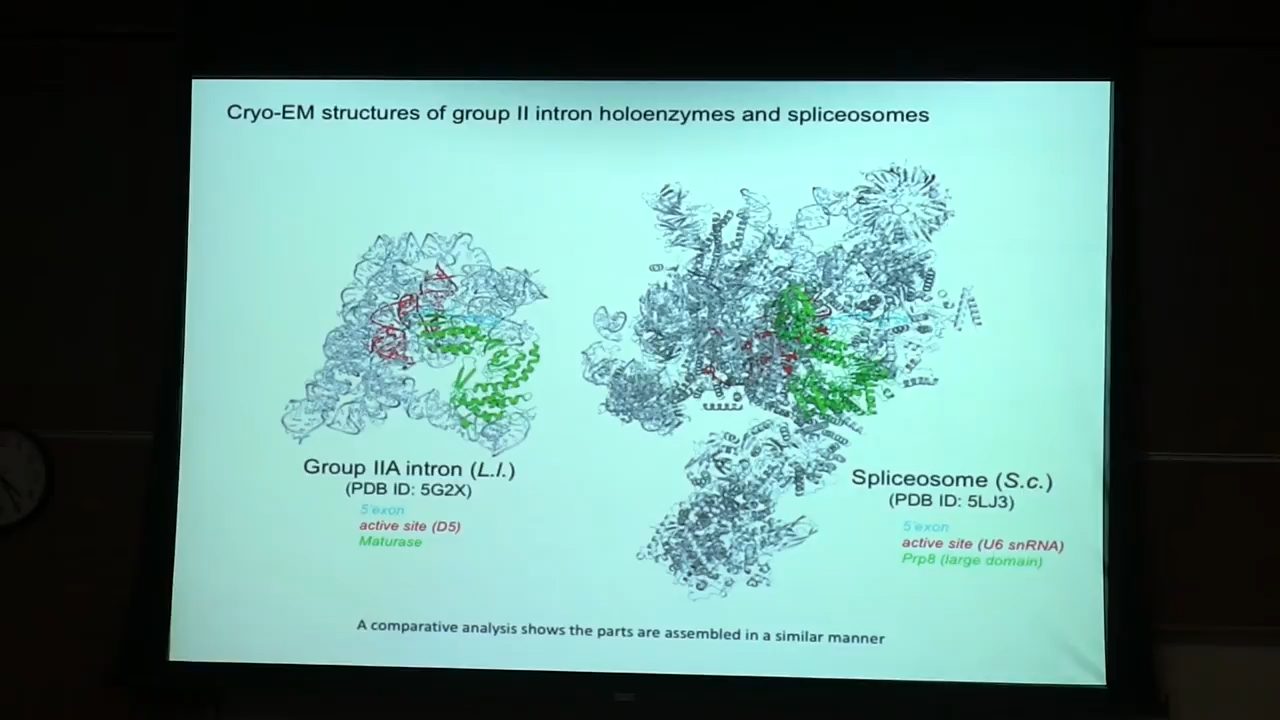 Cryo-EM structures of group II intron holoenzymes and spliceosomes
Group IIA intron (L.l.)
(PDB ID: 5G2X)
5'exon
active site (D5)
Maturase
Spliceosome (S.c.)
(PDB ID: 5LJ3)
5'exon
active site (U6 snRNA)
Prp8 (large domain)
A comparative analysis shows the parts are assembled in a similar manner